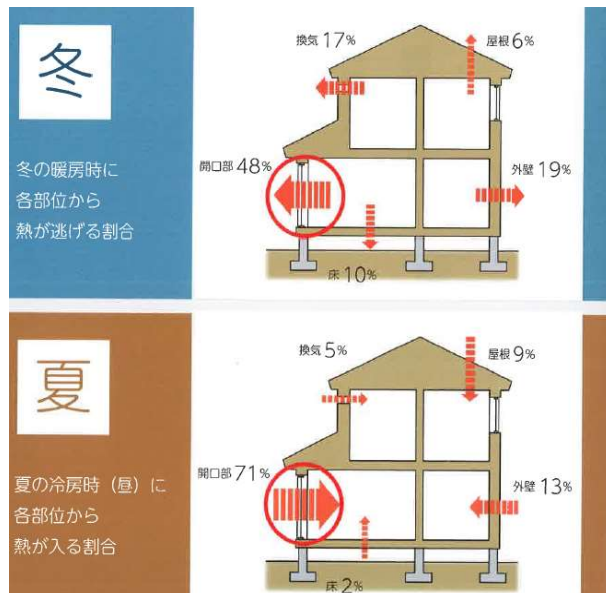 冬
冬の暖房時に
各部位から
熱が逃げる割合
換気 17%
屋根 6%
開口部 48%
外壁 19%
床 10%
夏
夏の冷房時（昼）に
各部位から
熱が入る割合
換気 5%
屋根 9%
開口部 71%
外壁 13%
床 2%